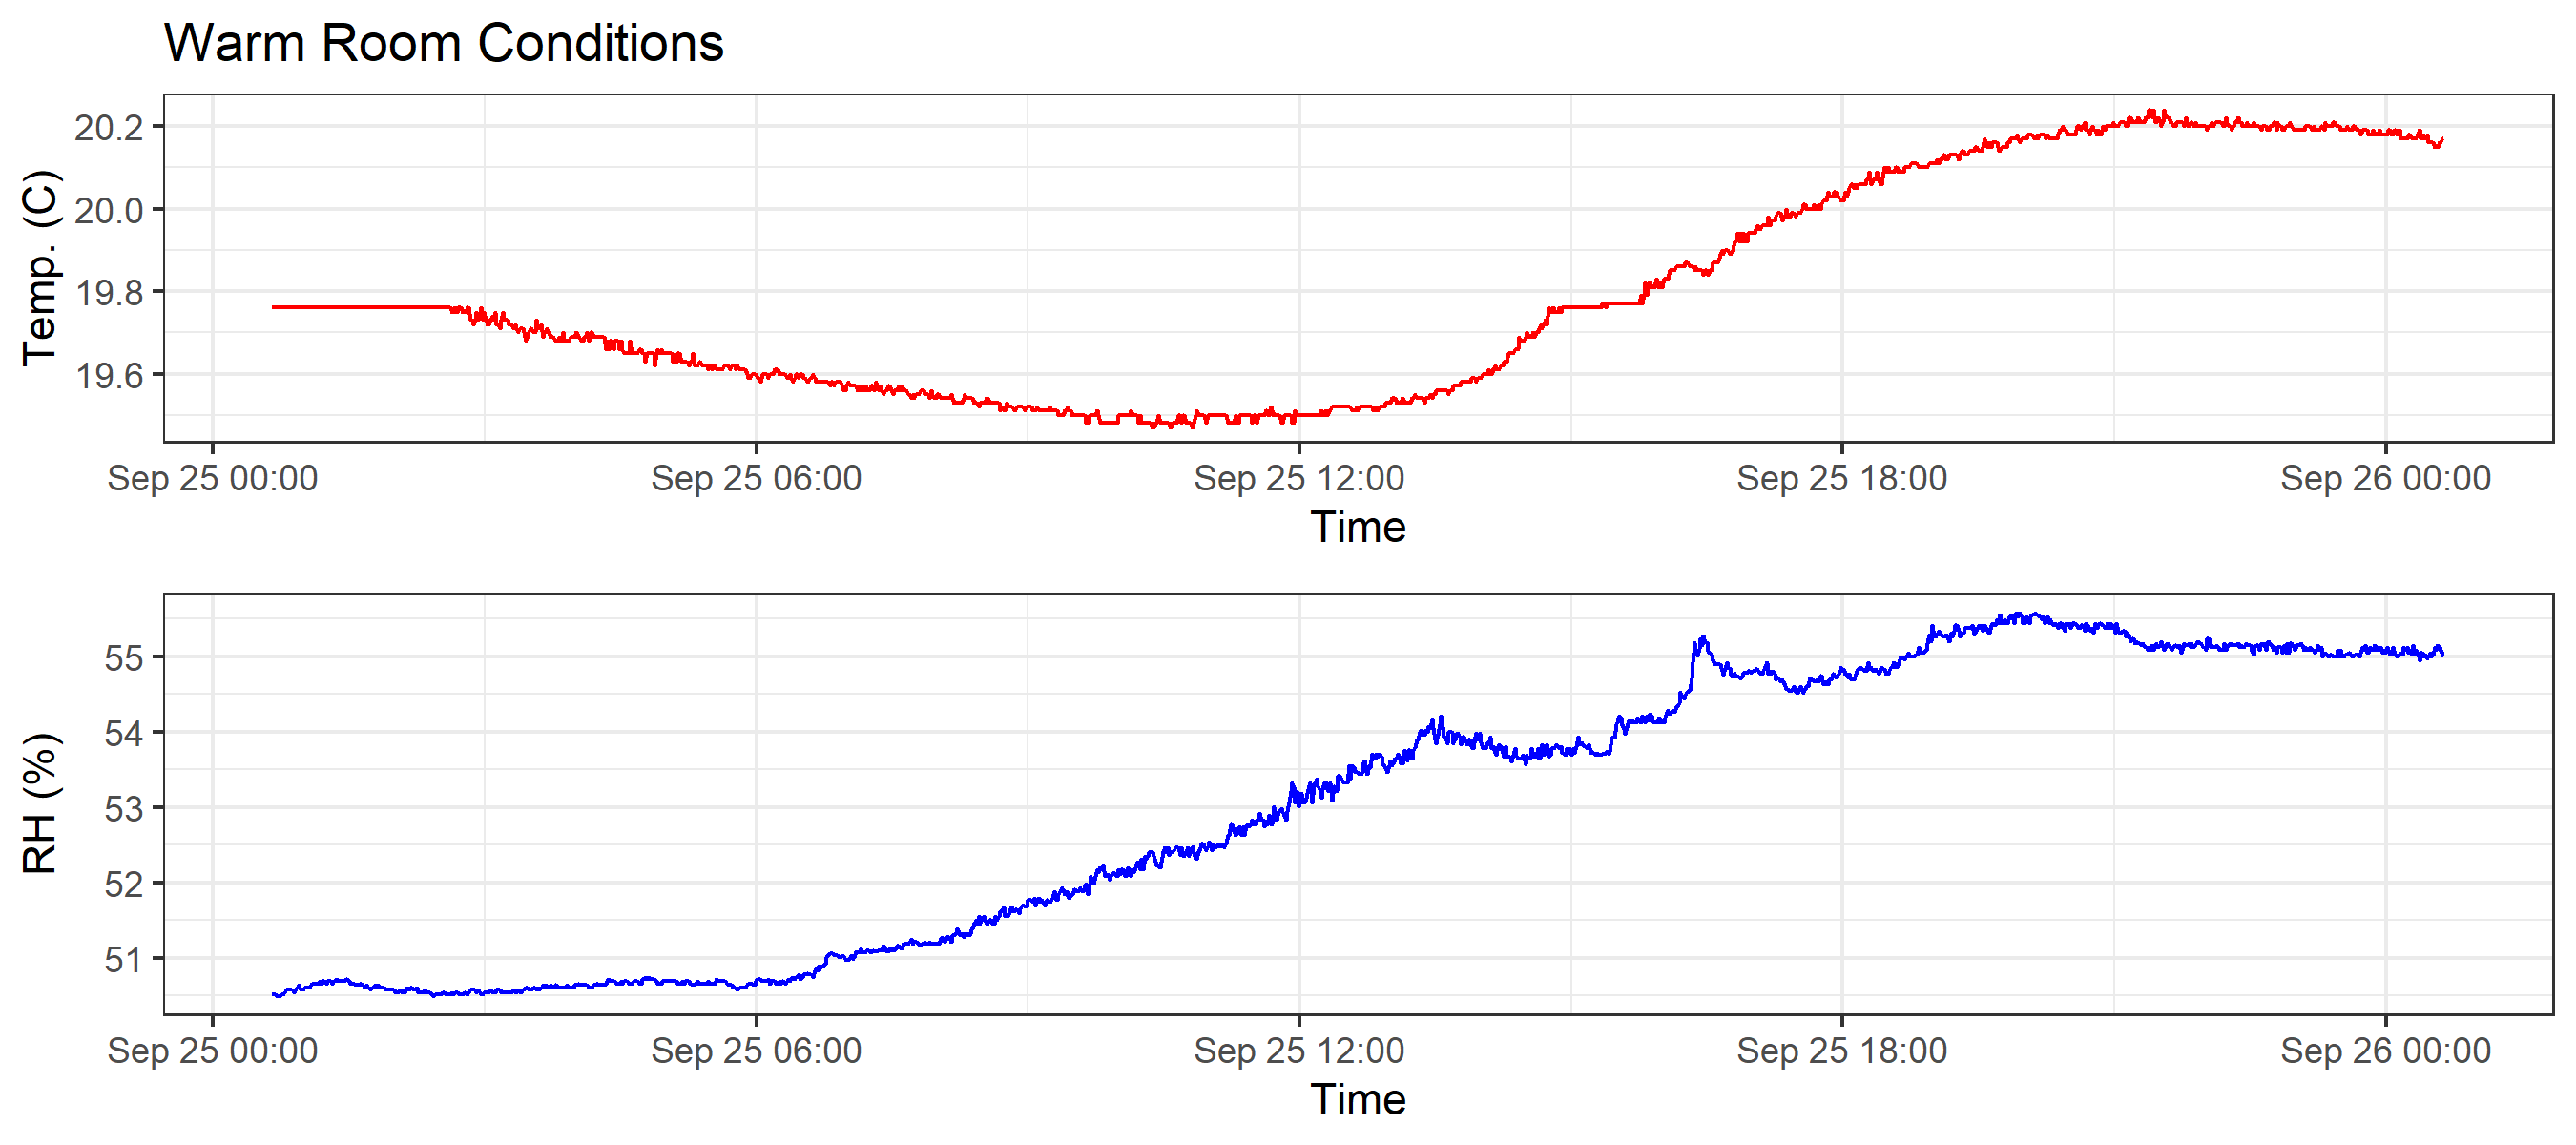 Warm Room Conditions
Temp. (C)
20.2
20.0
19.8
19.6
Sep 25 00:00 Sep 25 06:00 Sep 25 12:00 Sep 25 18:00 Sep 26 00:00
Time
RH (%)
55
54
53
52
51
Sep 25 00:00 Sep 25 06:00 Sep 25 12:00 Sep 25 18:00 Sep 26 00:00
Time